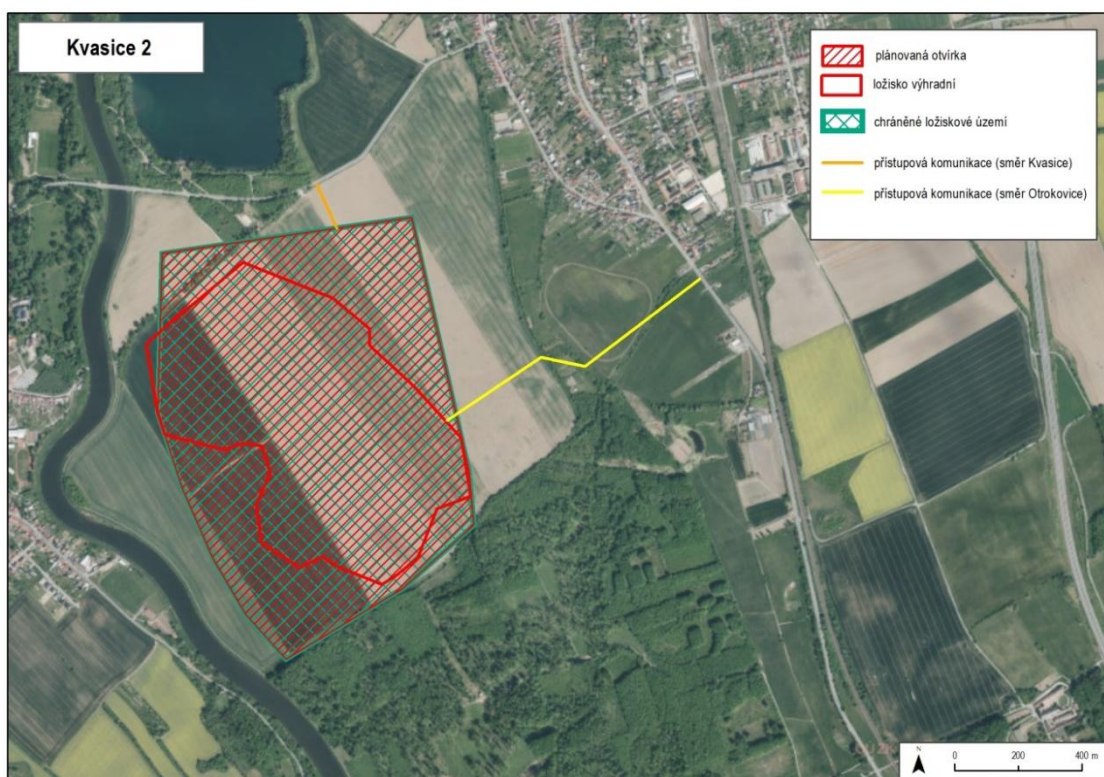 Kvasice 2
plánovaná otvírka
ložisko výhradní
chráněné ložiskové území
přístupová komunikace (směr Kvasice)
přístupová komunikace (směr Otrokovice)
N
0 200 400 m